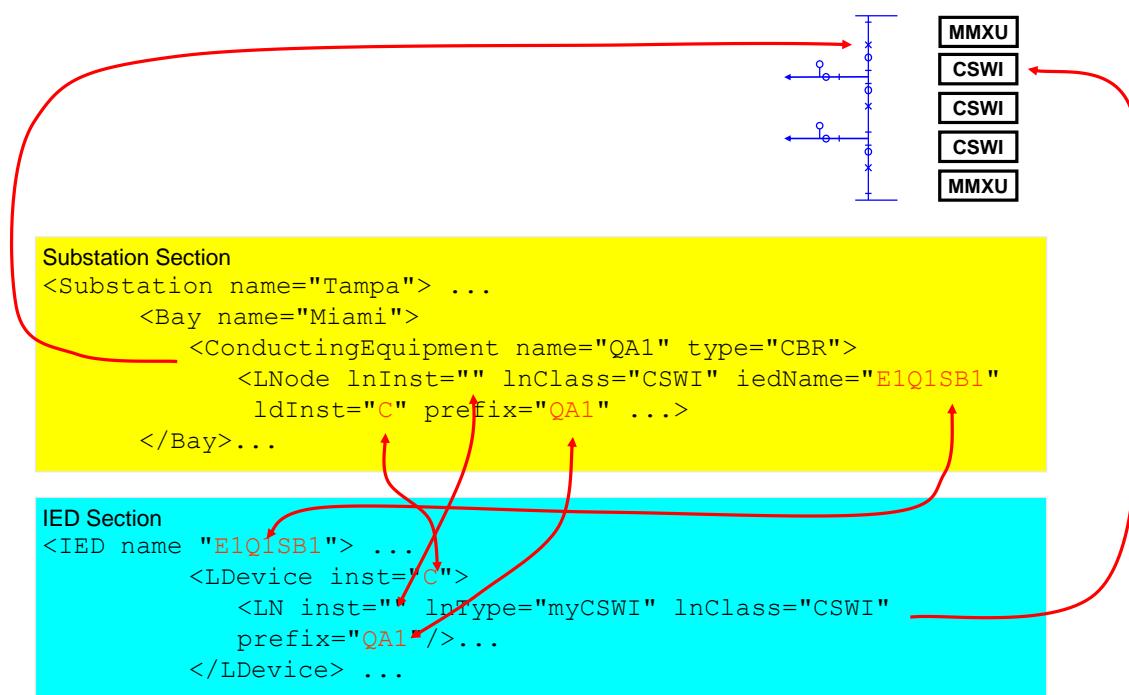 MMXU
CSWI
CSWI
CSWI
MMXU
Substation Section
<Substation name="Tampa"> ...
<Bay name="Miami">
<ConductingEquipment name="QA1" type="CBR">
<LNode lnInst="" lnClass="CSWI" iedName="E1Q1SB1"
ldInst="C" prefix="QA1" ...>
</Bay>...
IED Section
<IED name "E1Q1SB1"> ...
<LDevice inst="C">
<LN inst="" lnType="myCSWI" lnClass="CSWI"
prefix="QA1"/>...
</LDevice> ...